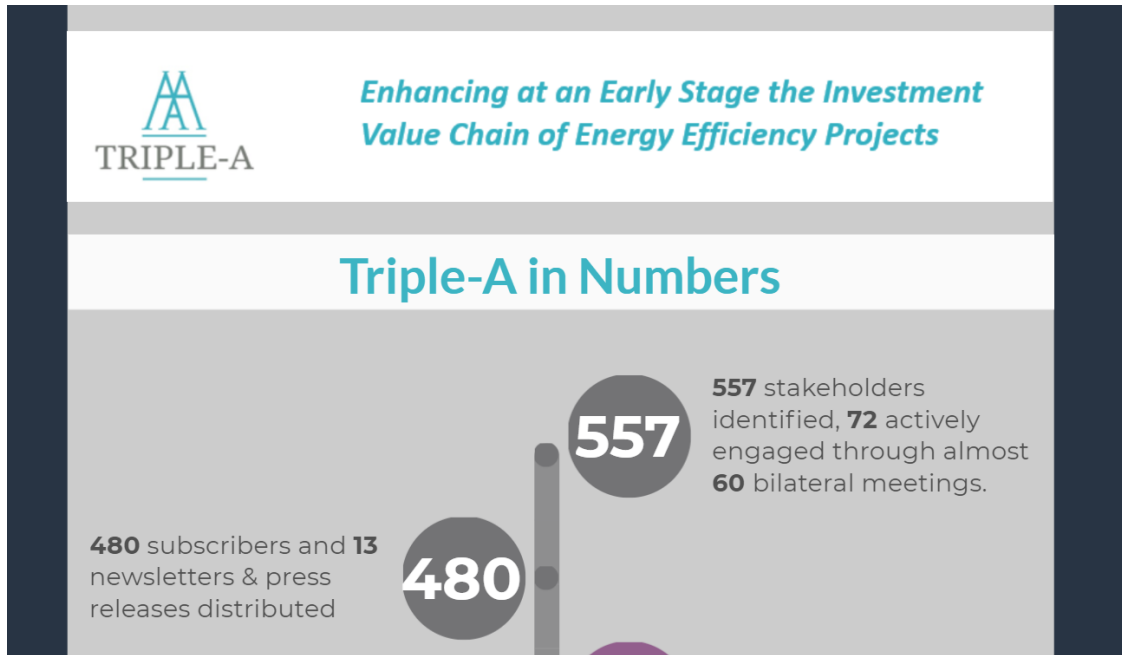 TRIPLE-A
Enhancing at an Early Stage the Investment
Value Chain of Energy Efficiency Projects
Triple-A in Numbers
557
557 stakeholders
identified, 72 actively
engaged through almost
60 bilateral meetings.
480 subscribers and 13
newsletters & press
releases distributed
480